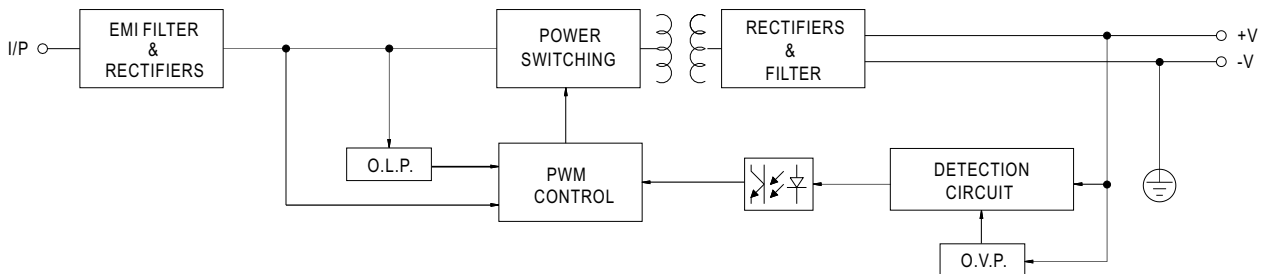 I/P
EMI FILTER
&
RECTIFIERS
POWER
SWITCHING
RECTIFIERS
&
FILTER
+V
-V
O.L.P.
PWM
CONTROL
DETECTION
CIRCUIT
O.V.P.